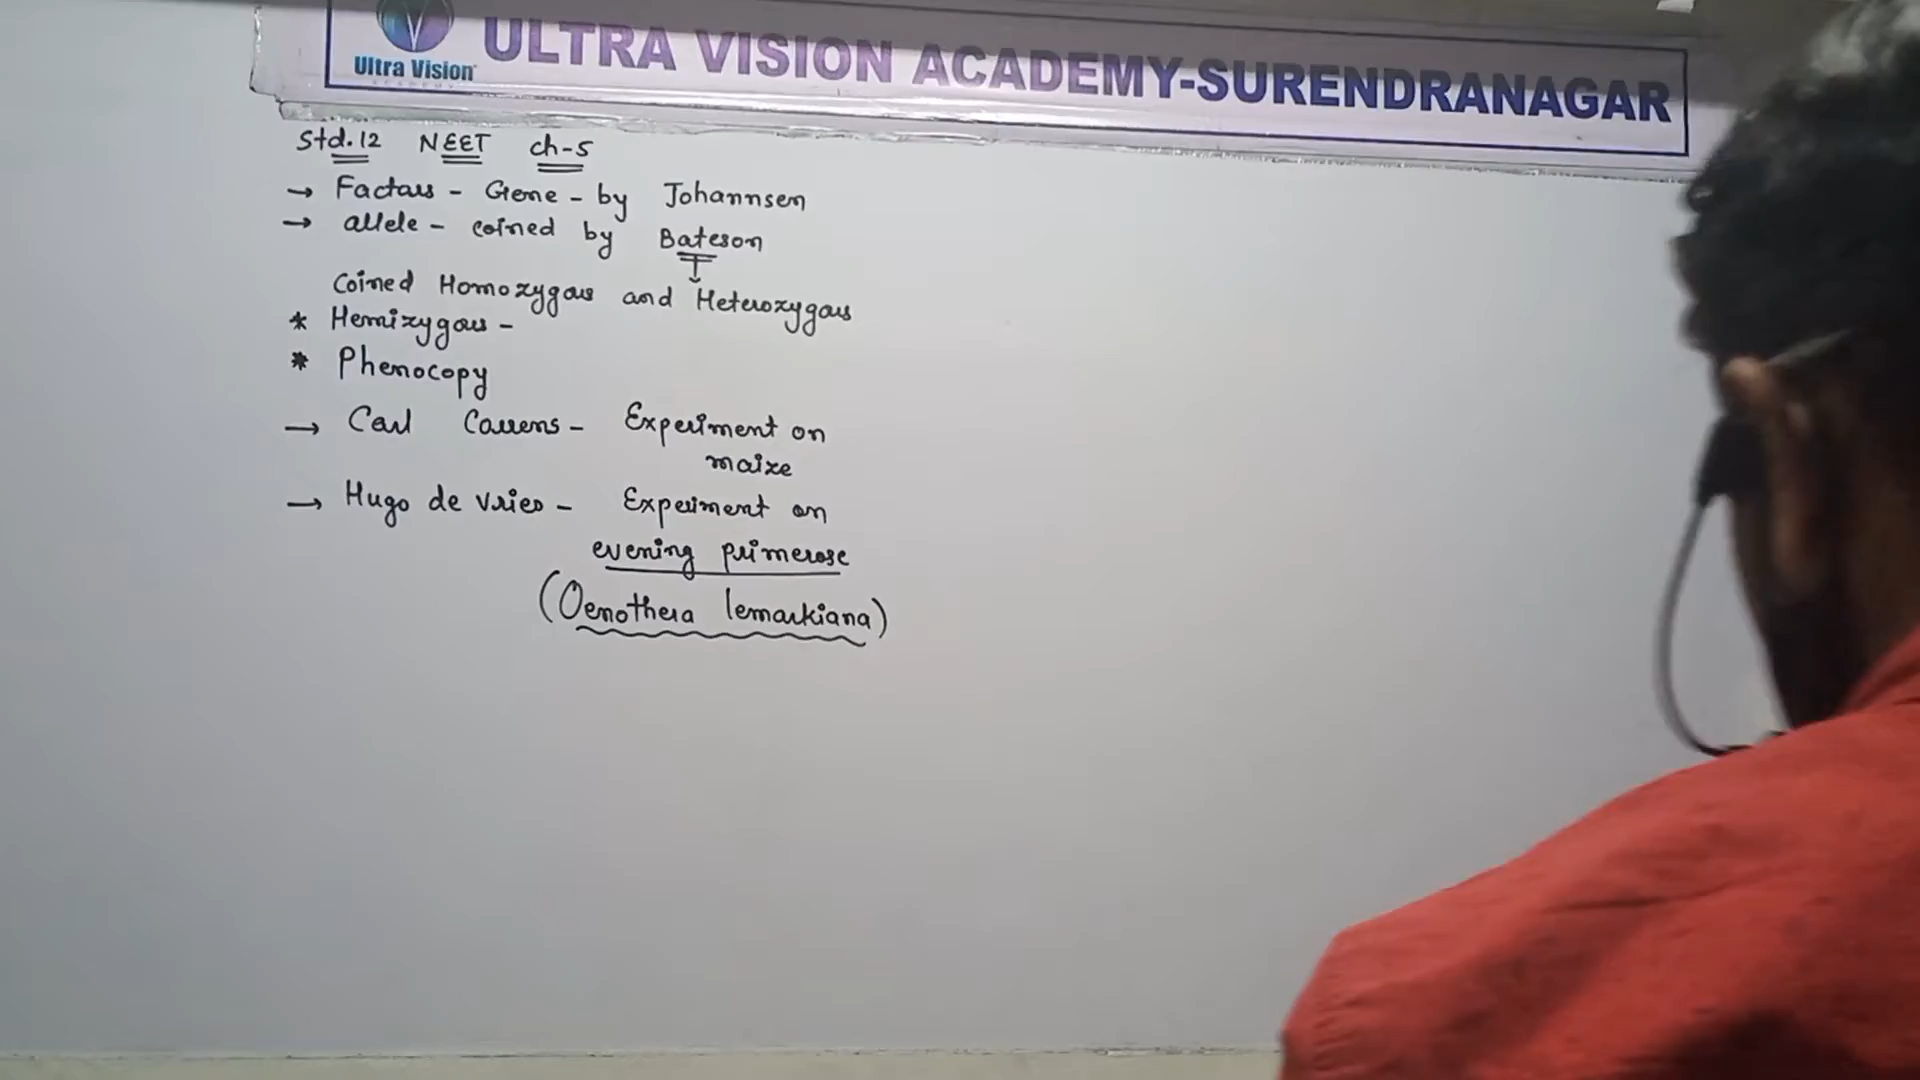 ULTRA VISION ACADEMY-SURENDRANAGAR
Ultra Vision
ACADEMY
Std.12 NEET ch-5
→ Factors - Gene - by Johannsen
→ allele - coined by Bateson
Coined Homozygous and Heterozygous
* Hemizygous -
* Phenocopy
→ Carl Correns - Experiment on
maize
→ Hugo de vries - Experiment on
evening primerose
(Oenothera lemarkiana)